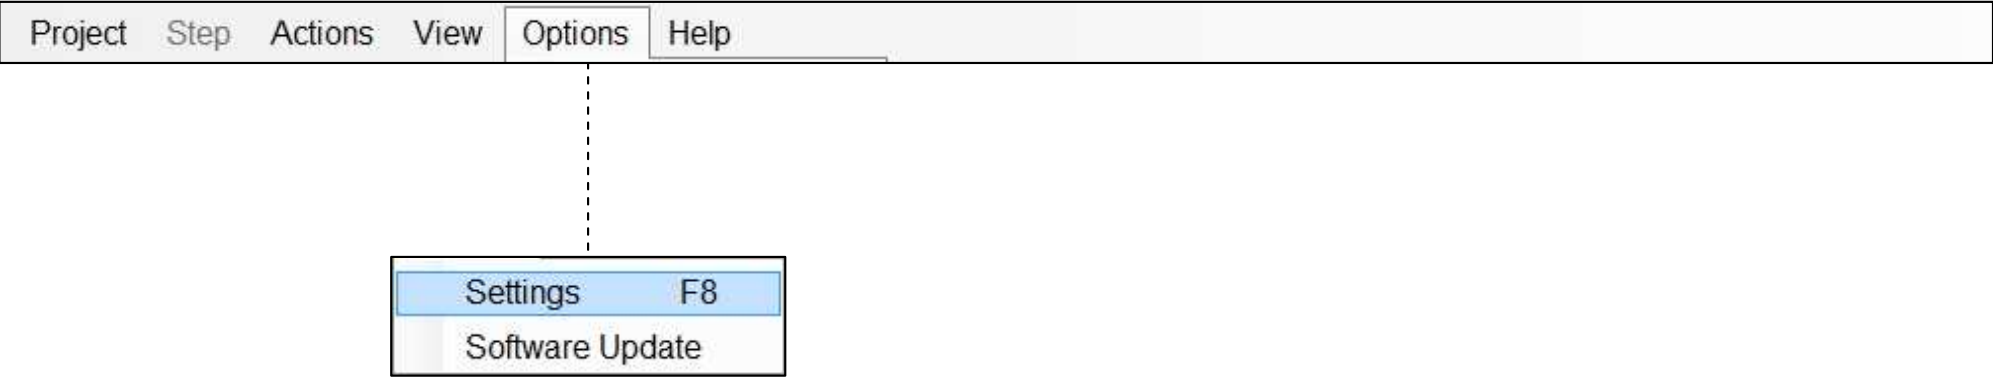 Project Step Actions View Options Help
Settings F8
Software Update